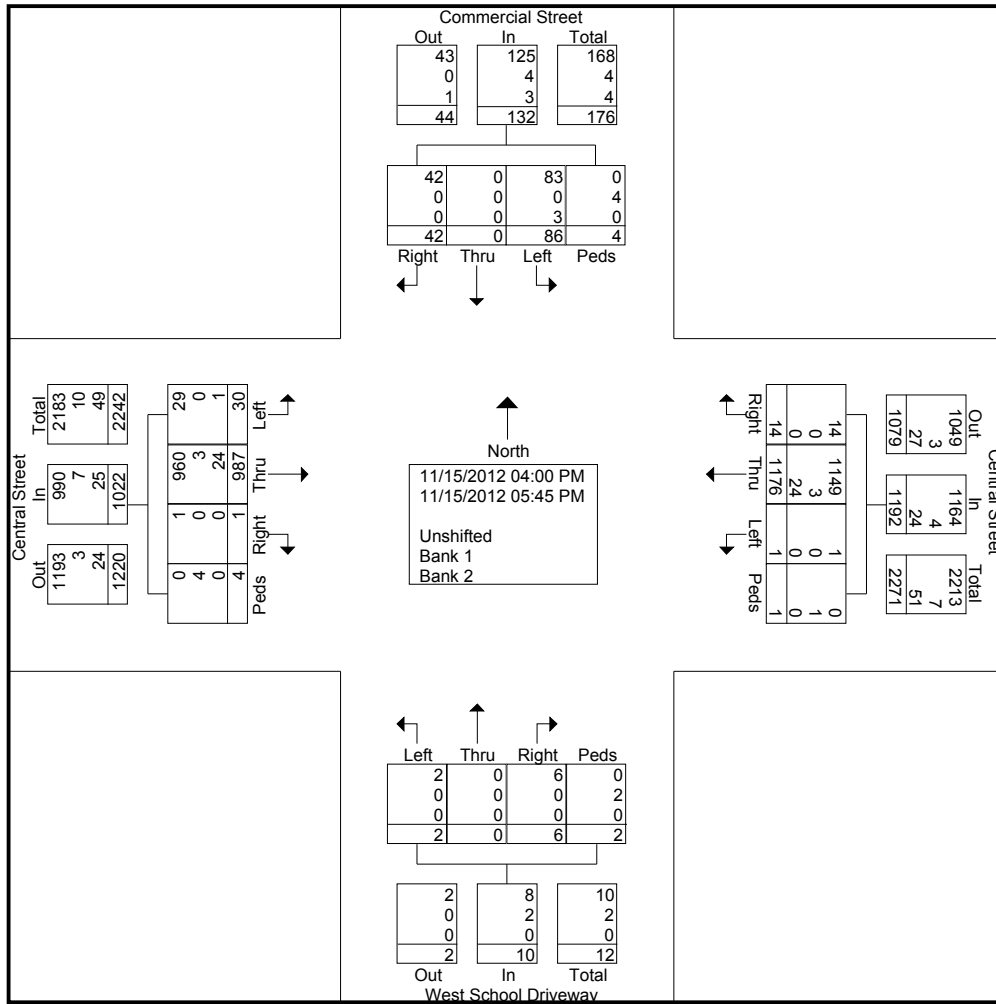 Commercial Street
Out In Total
43 125 168
0 4 4
1 3 4
44 132 176
42 0 83 0
0 0 0 4
0 0 3 0
42 0 86 4
Right Thru Left Peds
Central Street
Total
2183
10
49
2242
In
990
7
25
1022
Out
1193
3
24
1220
29
0
1
30
Left
960
3
24
987
Thru
1
0
0
1
Right
0
4
0
4
Peds
North
11/15/2012 04:00 PM
11/15/2012 05:45 PM
Unshifted
Bank 1
Bank 2
Right
14
0
0
14
Thru
1149
3
24
1176
Left
1
0
0
1
Peds
0
1
0
1
Central Street
Out
1049
3
27
1079
In
1164
4
24
1192
Total
2213
7
51
2271
Left Thru Right Peds
2 0 6 0
0 0 0 2
0 0 0 0
2 0 6 2
2 8 10
0 2 2
0 0 0
2 10 12
Out In Total
West School Driveway